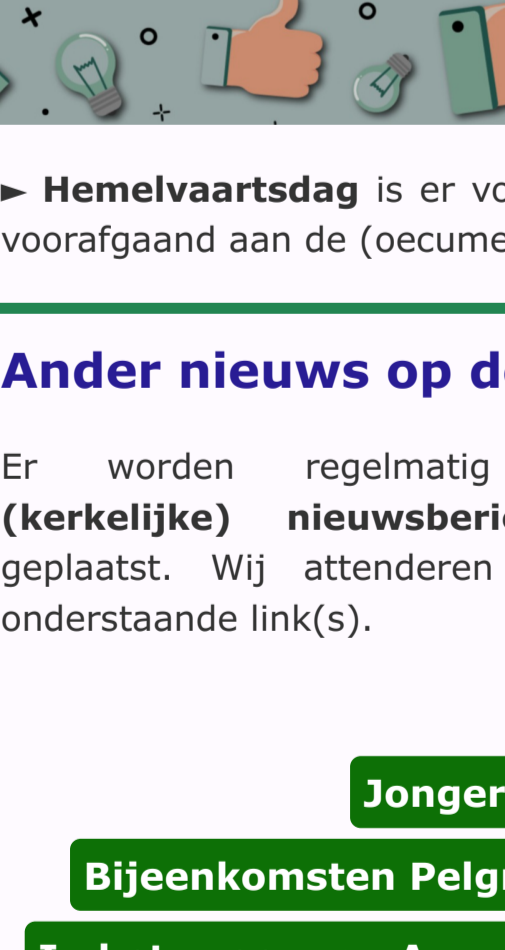 ► Hemelvaartsdag is er vo
voorafgaand aan de (oecume
Ander nieuws op d
Er worden regelmatig
(kerkelijke) nieuwsberi
geplaatst. Wij attenderen
onderstaande link(s).
Jonger
Bijeenkomsten Pelg